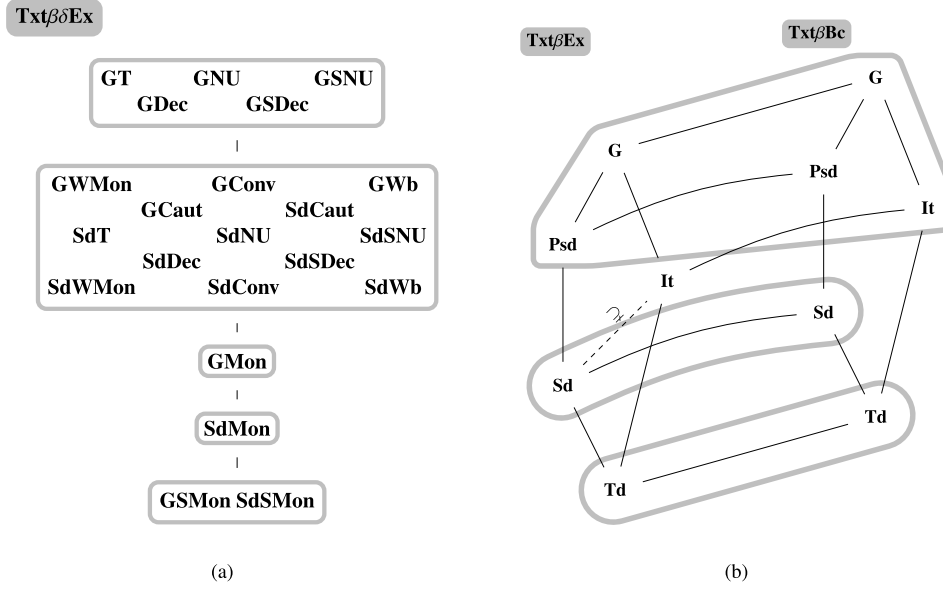 TxtβδEx
GT GNU GSNU
GDec GSDec
GWMon GConv GWb
GCaut SdCaut
SdT SdNU SdSNU
SdDec SdSDec
SdWMon SdConv SdWb
GMon
SdMon
GSMon SdSMon
(a)
TxtβEx
TxtβBc
G
G
Psd
It
Psd
It
Sd
⊉
Sd
Td
Td
(b)